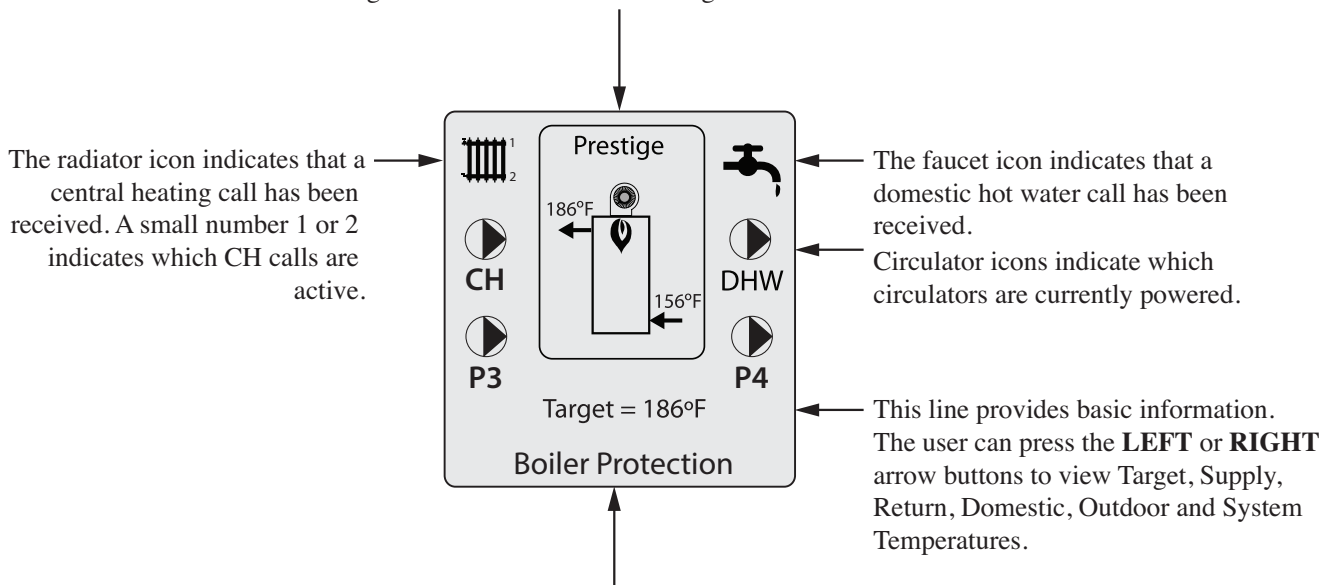 The radiator icon indicates that a
central heating call has been
received. A small number 1 or 2
indicates which CH calls are
active.
1
2
Prestige
186ºF
156ºF
CH
DHW
P3
P4
Target = 186ºF
Boiler Protection
The faucet icon indicates that a
domestic hot water call has been
received.
Circulator icons indicate which
circulators are currently powered.
This line provides basic information.
The user can press the LEFT or RIGHT
arrow buttons to view Target, Supply,
Return, Domestic, Outdoor and System
Temperatures.